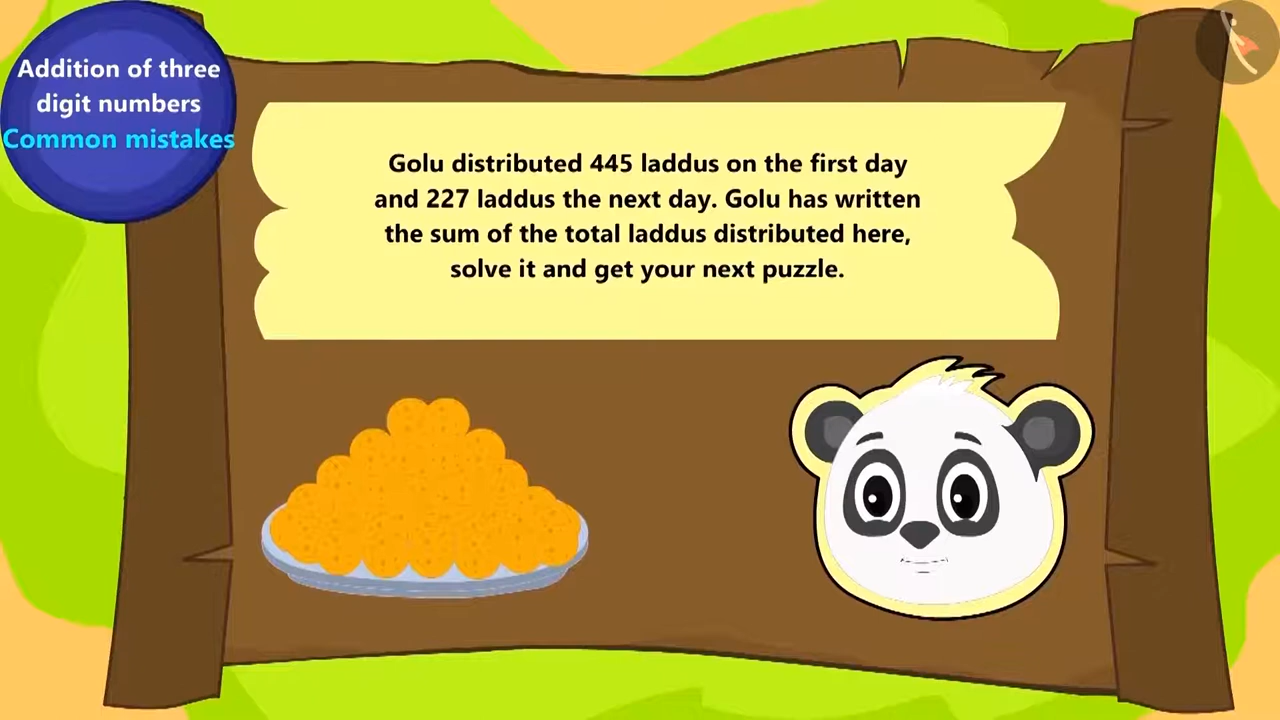 Addition of three
digit numbers
Common mistakes
Golu distributed 445 laddus on the first day
and 227 laddus the next day. Golu has written
the sum of the total laddus distributed here,
solve it and get your next puzzle.